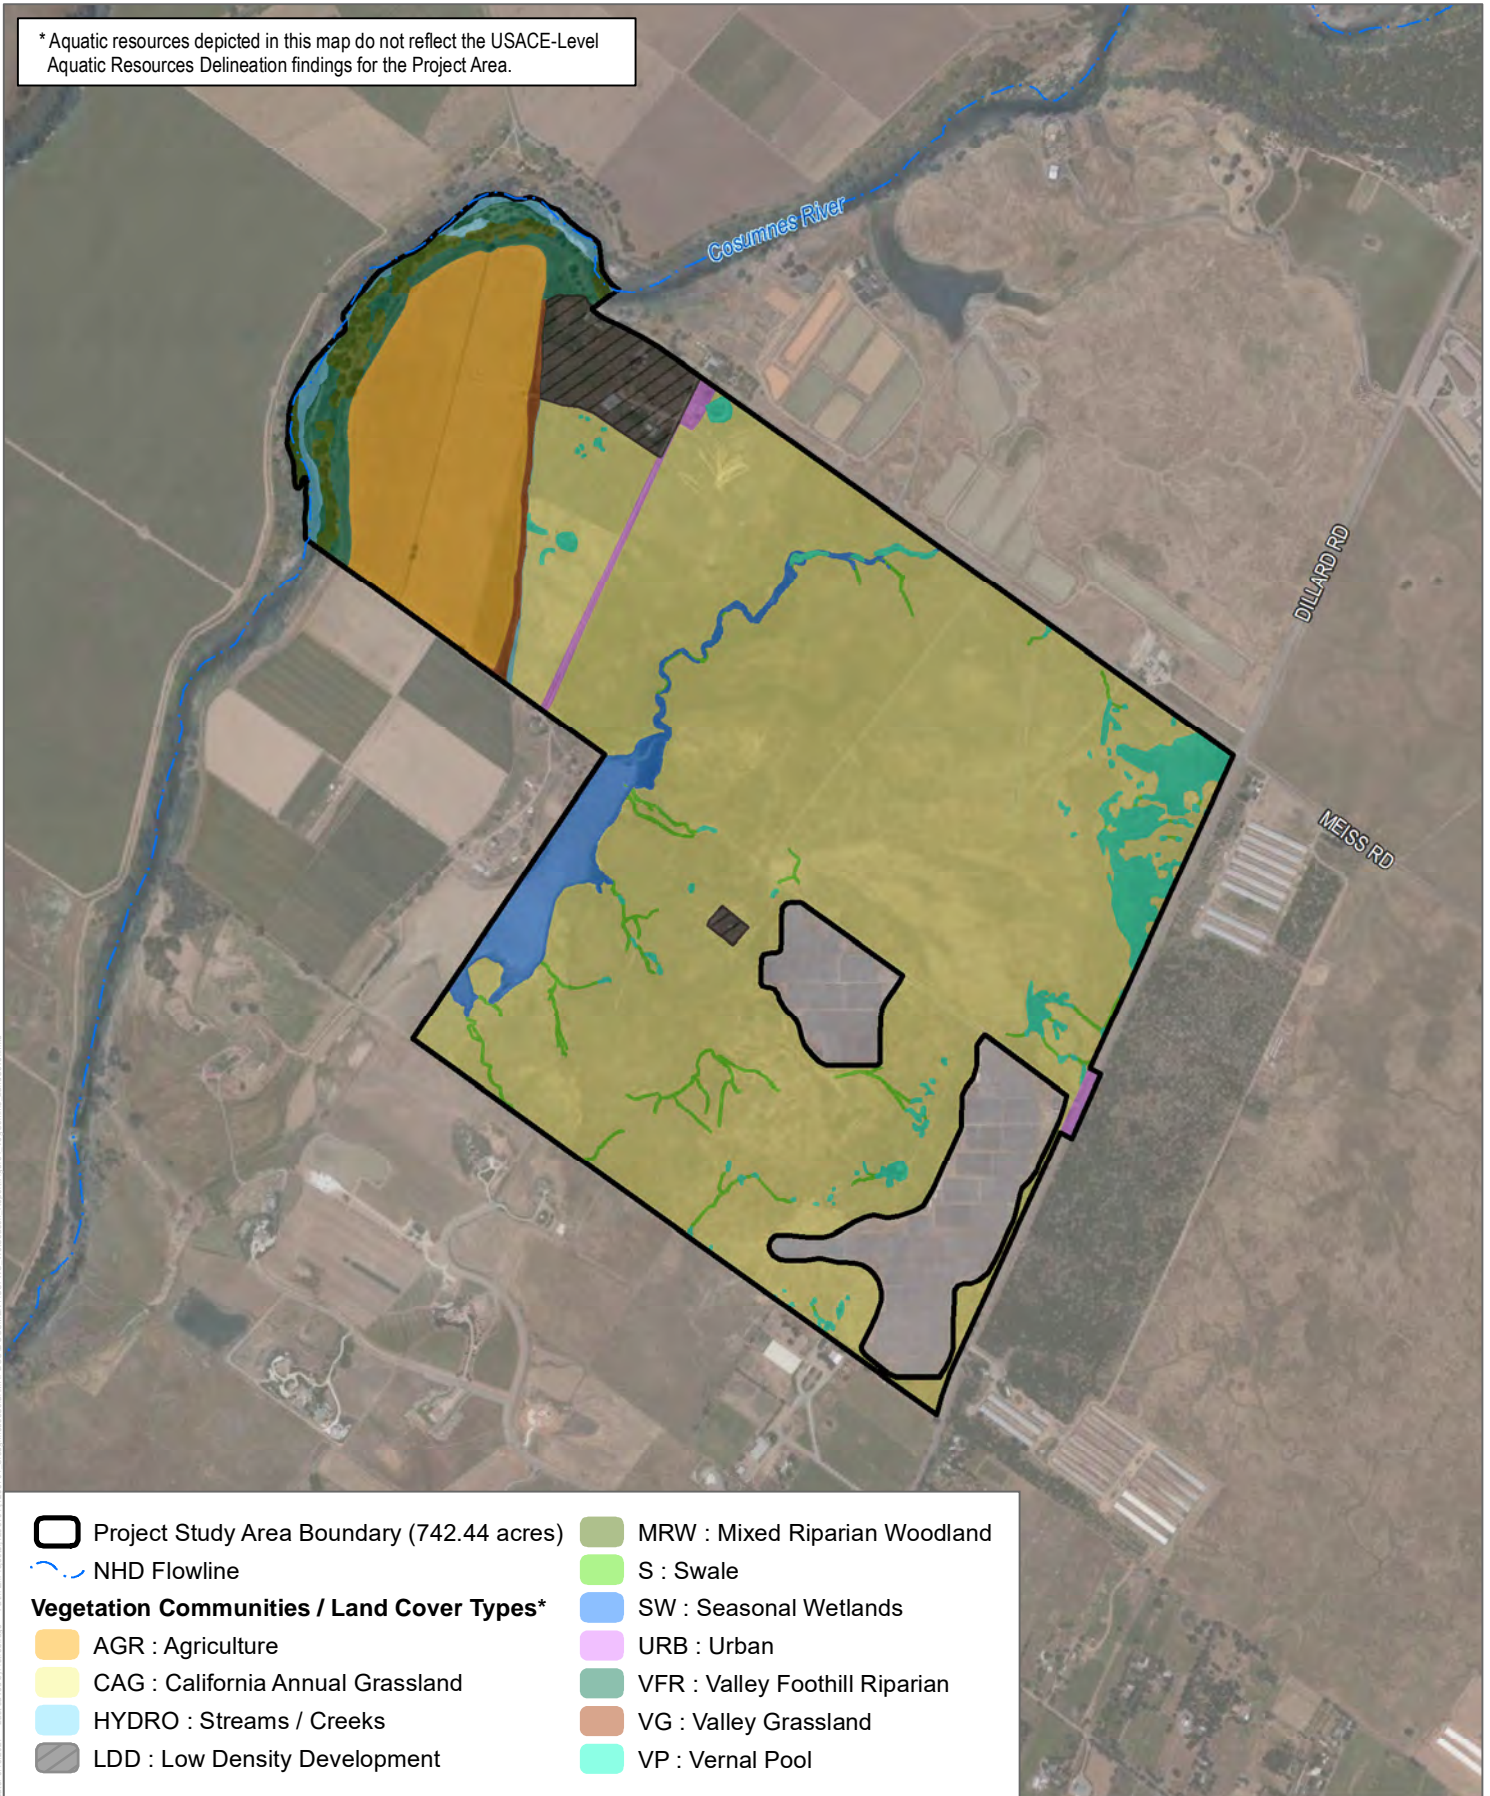 * Aquatic resources depicted in this map do not reflect the USACE-Level
Aquatic Resources Delineation findings for the Project Area.
Cosumnes River
DILLARD RD
MEISS RD
Project Study Area Boundary (742.44 acres)
NHD Flowline
Vegetation Communities / Land Cover Types*
AGR : Agriculture
CAG : California Annual Grassland
HYDRO : Streams / Creeks
LDD : Low Density Development
MRW : Mixed Riparian Woodland
S : Swale
SW : Seasonal Wetlands
URB : Urban
VFR : Valley Foothill Riparian
VG : Valley Grassland
VP : Vernal Pool